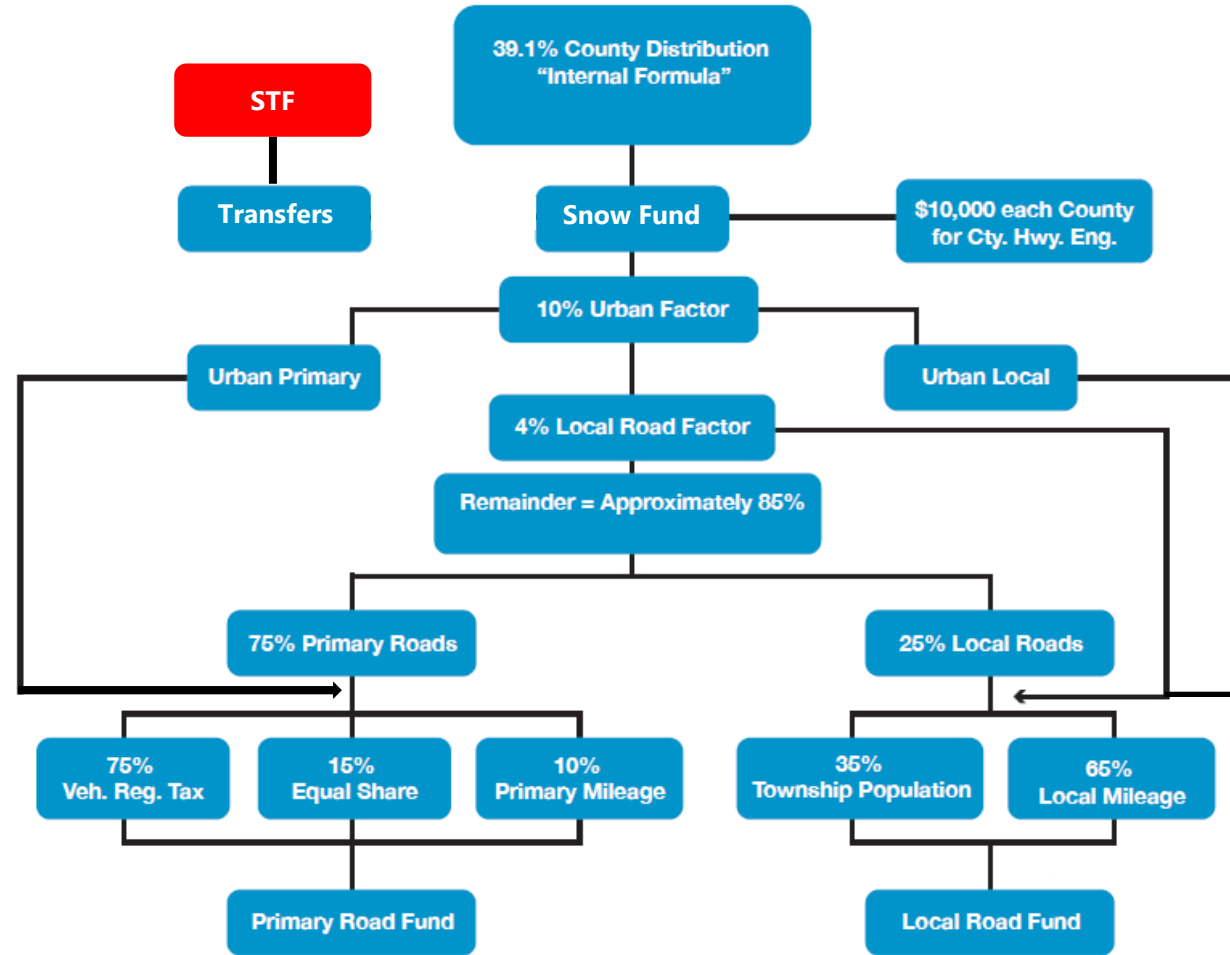 39.1% County Distribution
“Internal Formula”
STF
Transfers
Snow Fund
$10,000 each County
for Cty. Hwy. Eng.
10% Urban Factor
Urban Primary
Urban Local
4% Local Road Factor
Remainder = Approximately 85%
75% Primary Roads
25% Local Roads
75%
Veh. Reg. Tax
15%
Equal Share
10%
Primary Mileage
35%
Township Population
65%
Local Mileage
Primary Road Fund
Local Road Fund